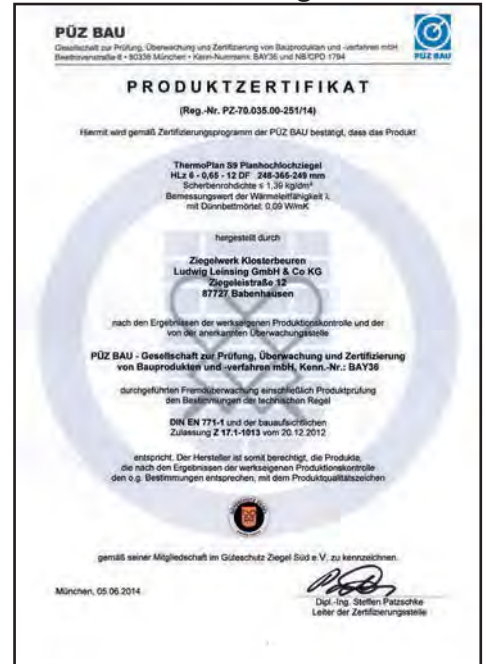 PÜZ BAU
Gesellschaft zur Prüfung, Überwachung und Zertifizierung von Bauprodukten und -verfahren mbH
Beethovenstraße 8 • 80336 München • Kenn-Nummern: BAY36 und NB/CPD 1794
PÜZ BAU
PRODUKTZERTIFIKAT
(Reg.-Nr. PZ-70.035.00-251/14)
Hiermit wird gemäß Zertifizierungsprogramm der PÜZ BAU bestätigt, dass das Produkt
ThermoPlan S9 Planhochlochziegel
HLz 6 - 0,65 - 12 DF 248-365-249 mm
Scherbenrohdichte ≤ 1,39 kg/dm³
Bemessungswert der Wärmeleitfähigkeit λ
mit Dünnbettmörtel: 0,09 W/mK
hergestellt durch
Ziegelwerk Klosterbeuren
Ludwig Leinsing GmbH & Co KG
Ziegeleistraße 12
87727 Babenhausen
nach den Ergebnissen der werkseigenen Produktionskontrolle und der
von der anerkannten Überwachungsstelle
PÜZ BAU - Gesellschaft zur Prüfung, Überwachung und Zertifizierung
von Bauprodukten und -verfahren mbH, Kenn.-Nr.: BAY36
durchgeführten Fremdüberwachung einschließlich Produktprüfung
den Bestimmungen der technischen Regel
DIN EN 771-1 und der bauaufsichtlichen
Zulassung Z 17.1-1013 vom 20.12.2012
entspricht. Der Hersteller ist somit berechtigt, die Produkte,
die nach den Ergebnissen der werkseigenen Produktionskontrolle
den o.g. Bestimmungen entsprechen, mit dem Produktqualitätszeichen
gemäß seiner Mitgliedschaft im Güteschutz Ziegel Süd e.V. zu kennzeichnen.
München, 05.06.2014
Dipl.-Ing. Steffen Patzschke
Leiter der Zertifizierungsstelle